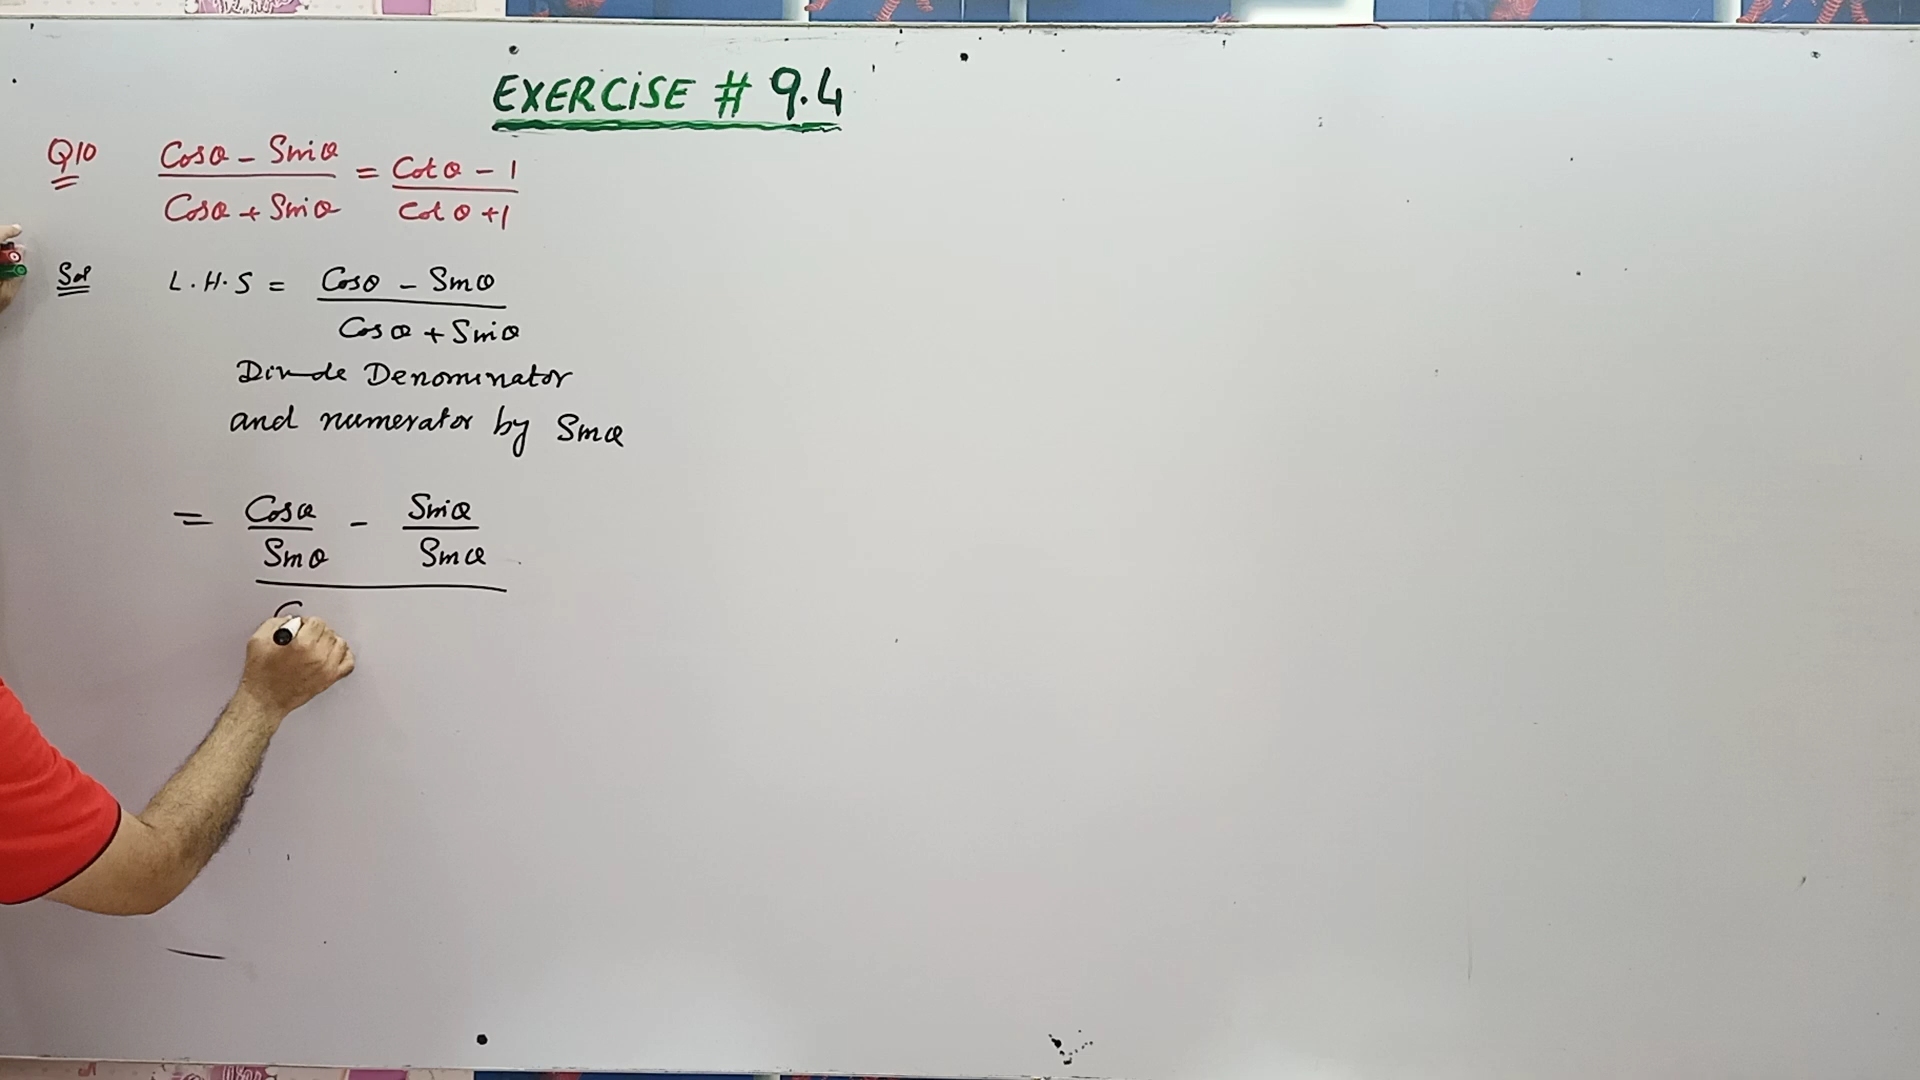 EXERCiSE # 9.4
Q10 Cosθ - Sinθ / Cosθ + Sinθ = Cotθ - 1 / Cotθ + 1
Sol L.H.S = Cosθ - Sinθ / Cosθ + Sinθ
Divide Denominator
and numerator by Sinθ
= Cosθ / Sinθ - Sinθ / Sinθ
C